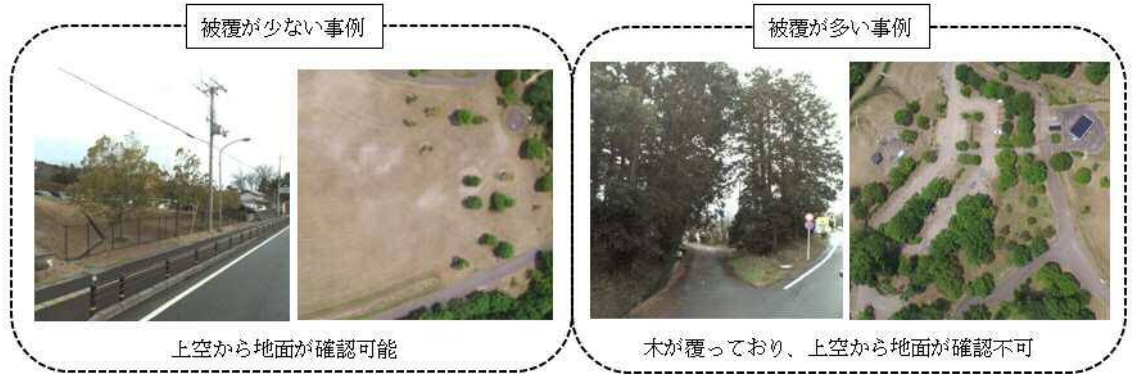 被覆が少ない事例
上空から地面が確認可能
被覆が多い事例
木が覆っており、上空から地面が確認不可